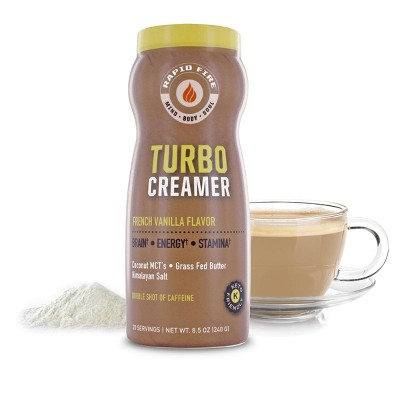 RAPID FIRE
MIND • BODY • SOUL
TURBO
CREAMER
FRENCH VANILLA FLAVOR
BRAIN† • ENERGY† • STAMINA†
Coconut MCT's • Grass Fed Butter
Himalayan Salt
DOUBLE SHOT OF CAFFEINE
KETO
K
FRIENDLY
SERVINGS | NET WT. 8.5 OZ (240 G)